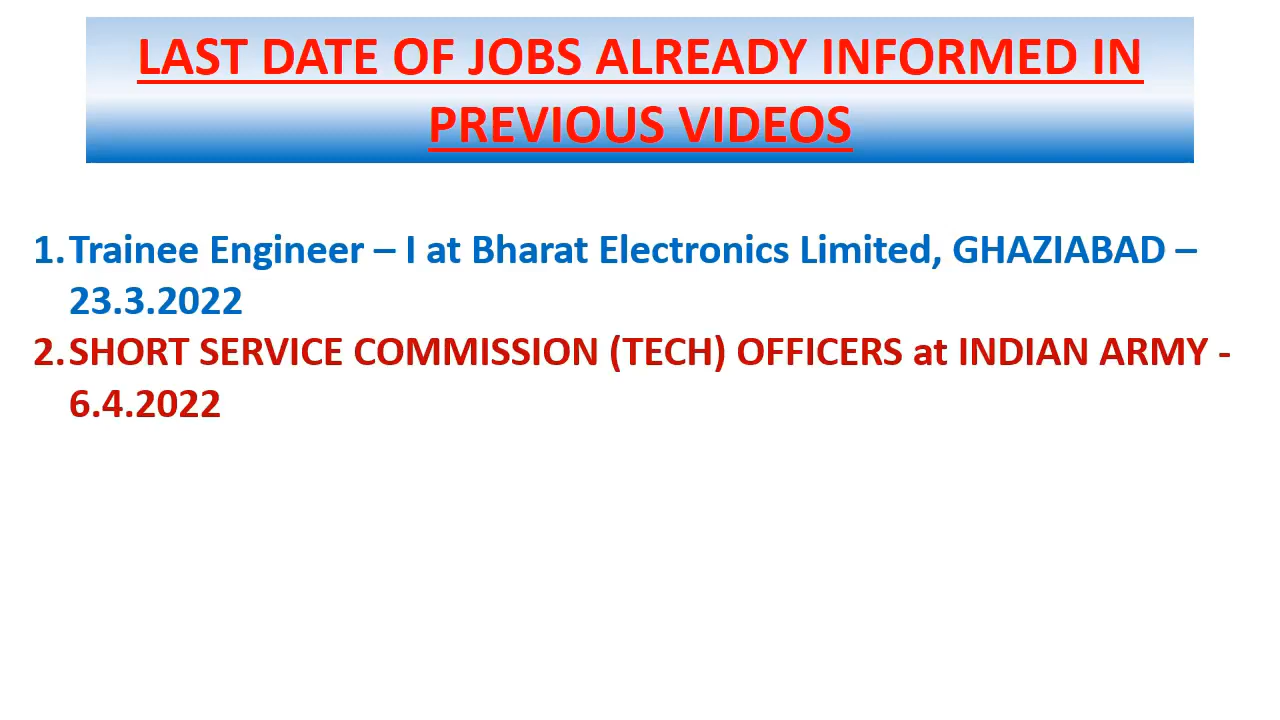 LAST DATE OF JOBS ALREADY INFORMED IN
PREVIOUS VIDEOS
1. Trainee Engineer – I at Bharat Electronics Limited, GHAZIABAD –
23.3.2022
2. SHORT SERVICE COMMISSION (TECH) OFFICERS at INDIAN ARMY -
6.4.2022